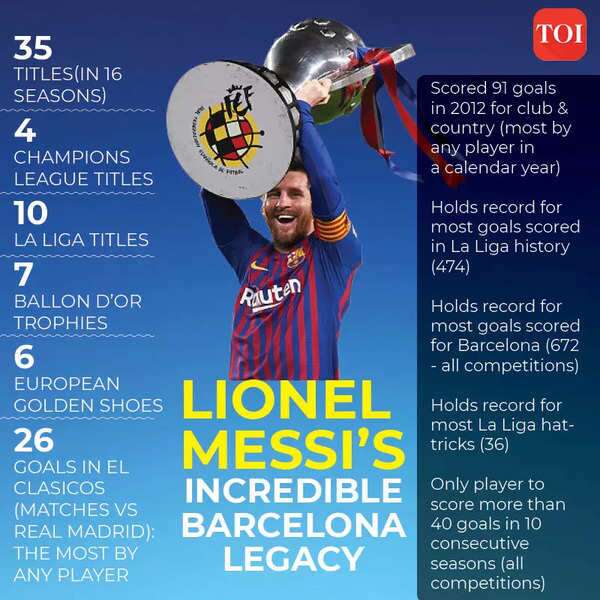 TOI
35
TITLES(IN 16
SEASONS)
4
CHAMPIONS
LEAGUE TITLES
10
LA LIGA TITLES
7
BALLON D'OR
TROPHIES
6
EUROPEAN
GOLDEN SHOES
26
GOALS IN EL
CLASICOS
(MATCHES VS
REAL MADRID):
THE MOST BY
ANY PLAYER
Rakuten
LIONEL
MESSI'S
INCREDIBLE
BARCELONA
LEGACY
Scored 91 goals
in 2012 for club &
country (most by
any player in
a calendar year)
Holds record for
most goals scored
in La Liga history
(474)
Holds record for
most goals scored
for Barcelona (672
- all competitions)
Holds record for
most La Liga hat-
tricks (36)
Only player to
score more than
40 goals in 10
consecutive
seasons (all
competitions)